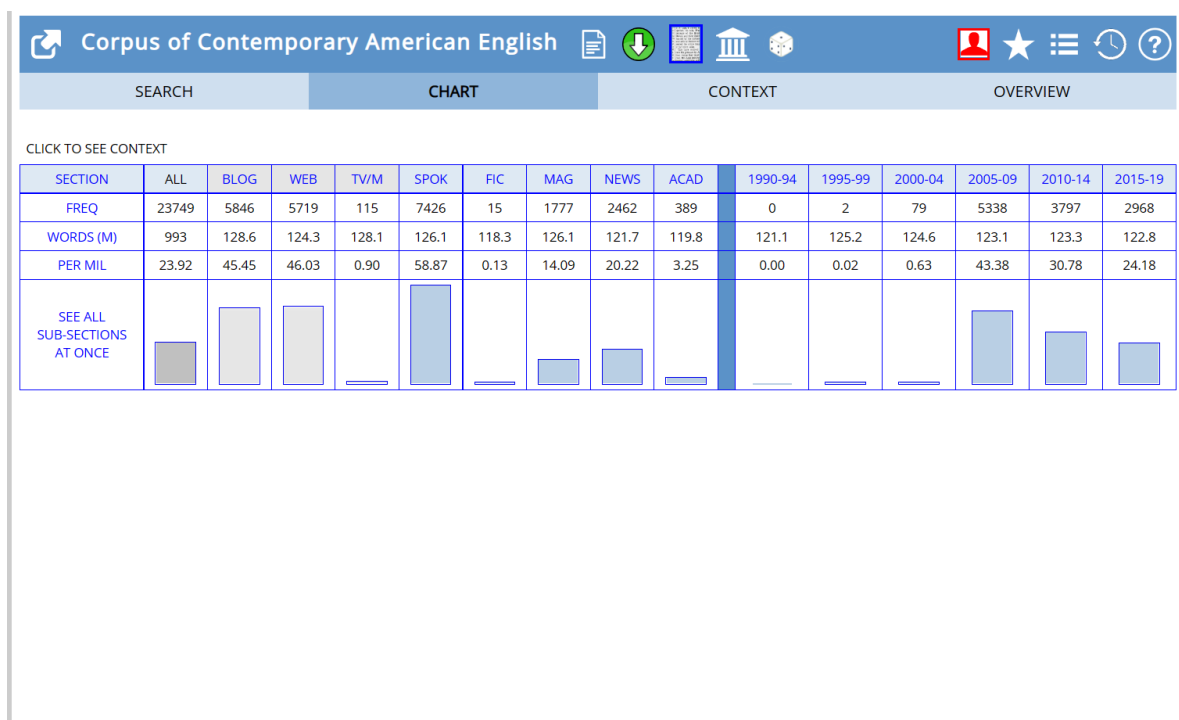 Corpus of Contemporary American English
SEARCH CHART CONTEXT OVERVIEW
CLICK TO SEE CONTEXT
SECTION ALL BLOG WEB TV/M SPOK FIC MAG NEWS ACAD 1990-94 1995-99 2000-04 2005-09 2010-14 2015-19
FREQ 23749 5846 5719 115 7426 15 1777 2462 389 0 2 79 5338 3797 2968
WORDS (M) 993 128.6 124.3 128.1 126.1 118.3 126.1 121.7 119.8 121.1 125.2 124.6 123.1 123.3 122.8
PER MIL 23.92 45.45 46.03 0.90 58.87 0.13 14.09 20.22 3.25 0.00 0.02 0.63 43.38 30.78 24.18
SEE ALL
SUB-SECTIONS
AT ONCE